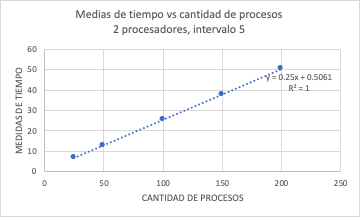 Medias de tiempo vs cantidad de procesos
2 procesadores, intervalo 5
60
50
40
30
20
10
0
MEDIDAS DE TIEMPO
y = 0.25x + 0.5061
R² = 1
0 50 100 150 200 250
CANTIDAD DE PROCESOS